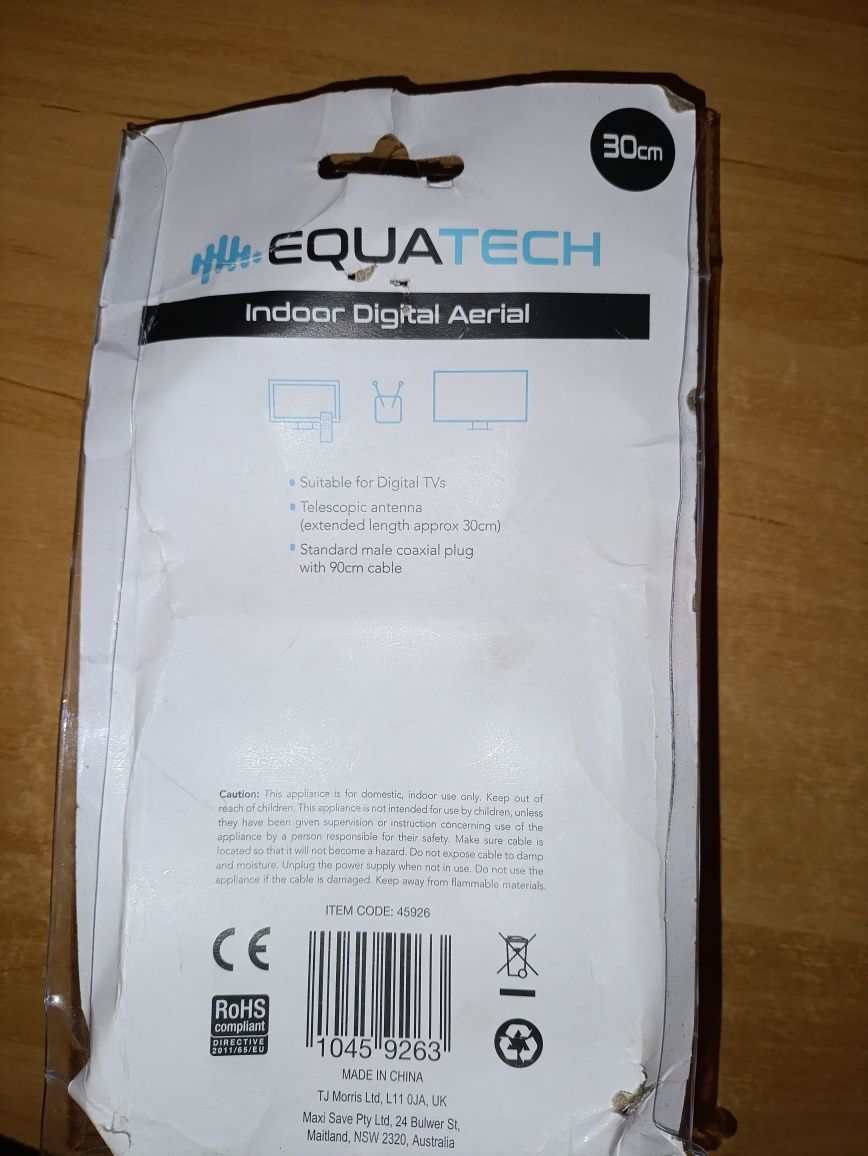 30cm
EQUATECH
Indoor Digital Aerial
• Suitable for Digital TVs
• Telescopic antenna
(extended length approx 30cm)
• Standard male coaxial plug
with 90cm cable
Caution: This appliance is for domestic, indoor use only. Keep out of
reach of children. This appliance is not intended for use by children, unless
they have been given supervision or instruction concerning use of the
appliance by a person responsible for their safety. Make sure cable is
located so that it will not become a hazard. Do not expose cable to damp
and moisture. Unplug the power supply when not in use. Do not use the
appliance if the cable is damaged. Keep away from flammable materials.
ITEM CODE: 45926
CE
RoHS
compliant
DIRECTIVE
2011/65/EU
1045 9263
MADE IN CHINA
TJ Morris Ltd, L11 0JA, UK
Maxi Save Pty Ltd, 24 Bulwer St,
Maitland, NSW 2320, Australia